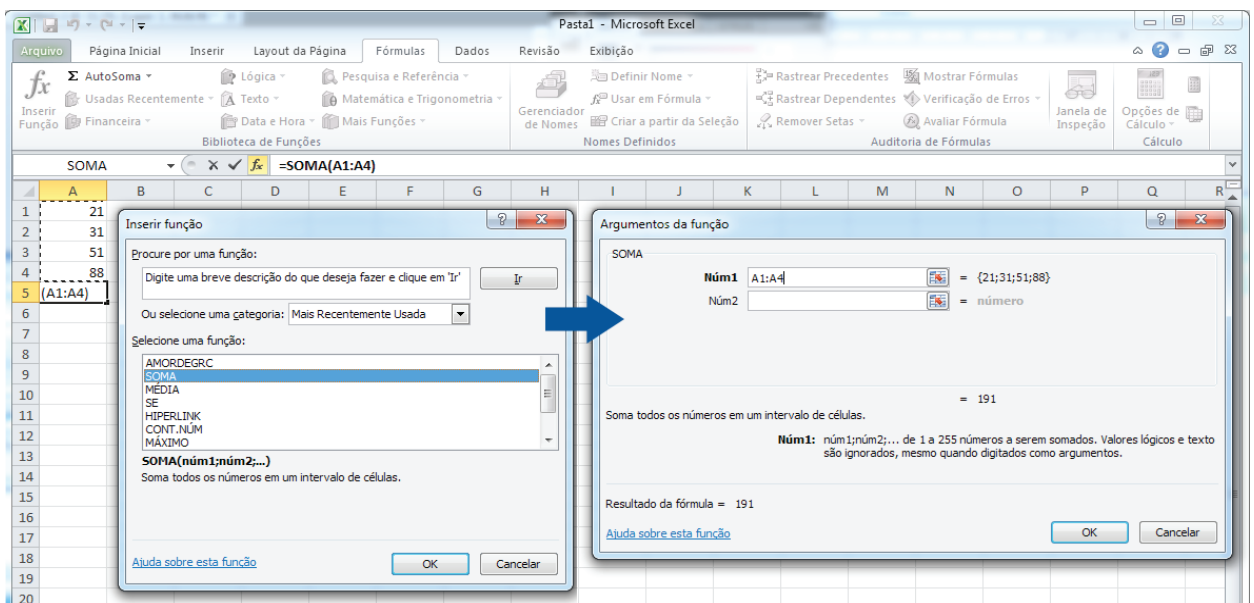 Pasta1 - Microsoft Excel
Arquivo Página Inicial Inserir Layout da Página Fórmulas Dados Revisão Exibição
fx Inserir Função
Σ AutoSoma
Usadas Recentemente
Financeira
Lógica
Texto
Data e Hora
Pesquisa e Referência
Matemática e Trigonometria
Mais Funções
Biblioteca de Funções
Gerenciador de Nomes
Definir Nome
Usar em Fórmula
Criar a partir da Seleção
Nomes Definidos
Rastrear Precedentes
Rastrear Dependentes
Remover Setas
Mostrar Fórmulas
Verificação de Erros
Avaliar Fórmula
Auditoria de Fórmulas
Janela de Inspeção
Opções de Cálculo
Cálculo
SOMA fx =SOMA(A1:A4)
A B C D E F G H I J K L M N O P Q R
1 21
2 31
3 51
4 88
5 (A1:A4)
6
7
8
9
10
11
12
13
14
15
16
17
18
19
20
Inserir função
Procure por uma função:
Digite uma breve descrição do que deseja fazer e clique em 'Ir'
Ir
Ou selecione uma categoria: Mais Recentemente Usada
Selecione uma função:
AMORDEGRC
SOMA
MÉDIA
SE
HIPERLINK
CONT.NÚM
MÁXIMO
SOMA(núm1;núm2;...)
Soma todos os números em um intervalo de células.
Ajuda sobre esta função
OK Cancelar
Argumentos da função
SOMA
Núm1 A1:A4 = {21;31;51;88}
Núm2 = número
= 191
Soma todos os números em um intervalo de células.
Núm1: núm1;núm2;... de 1 a 255 números a serem somados. Valores lógicos e texto
são ignorados, mesmo quando digitados como argumentos.
Resultado da fórmula = 191
Ajuda sobre esta função
OK Cancelar